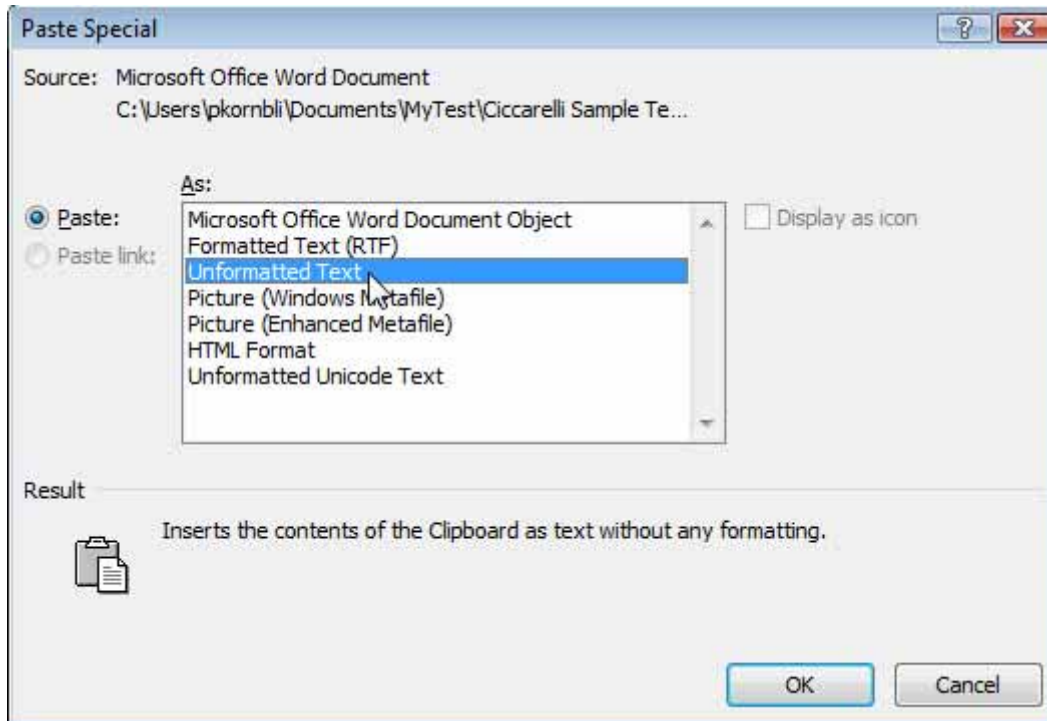 Paste Special
Source: Microsoft Office Word Document
C:\Users\pkornbli\Documents\MyTest\Ciccarelli Sample Te...
As:
Paste:
Paste link:
Microsoft Office Word Document Object
Formatted Text (RTF)
Unformatted Text
Picture (Windows Metafile)
Picture (Enhanced Metafile)
HTML Format
Unformatted Unicode Text
Display as icon
Result
Inserts the contents of the Clipboard as text without any formatting.
OK
Cancel